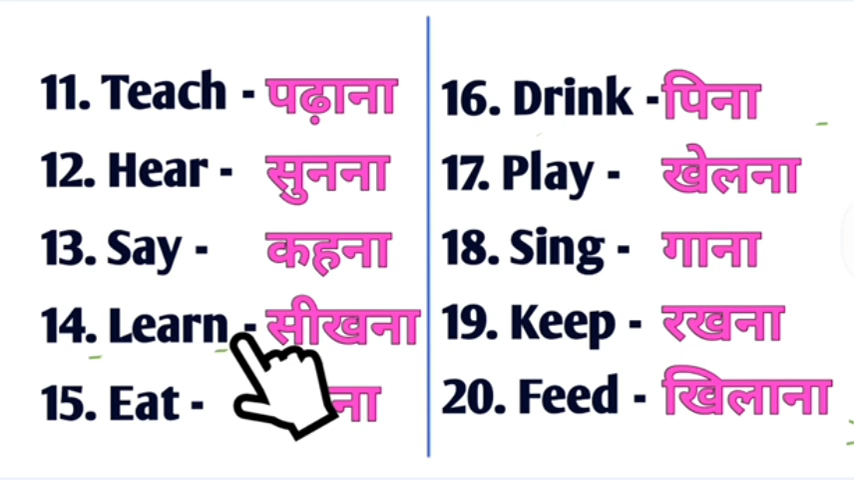 11. Teach - पढ़ाना
12. Hear - सुनना
13. Say - कहना
14. Learn - सीखना
15. Eat -
16. Drink - पिना
17. Play - खेलना
18. Sing - गाना
19. Keep - रखना
20. Feed - खिलाना